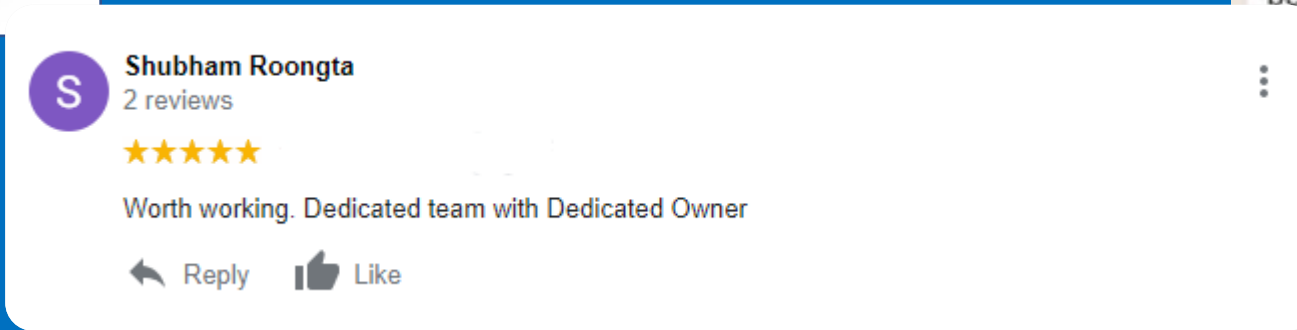 Shubham Roongta
S
2 reviews
★★★★★
Worth working. Dedicated team with Dedicated Owner
Reply Like